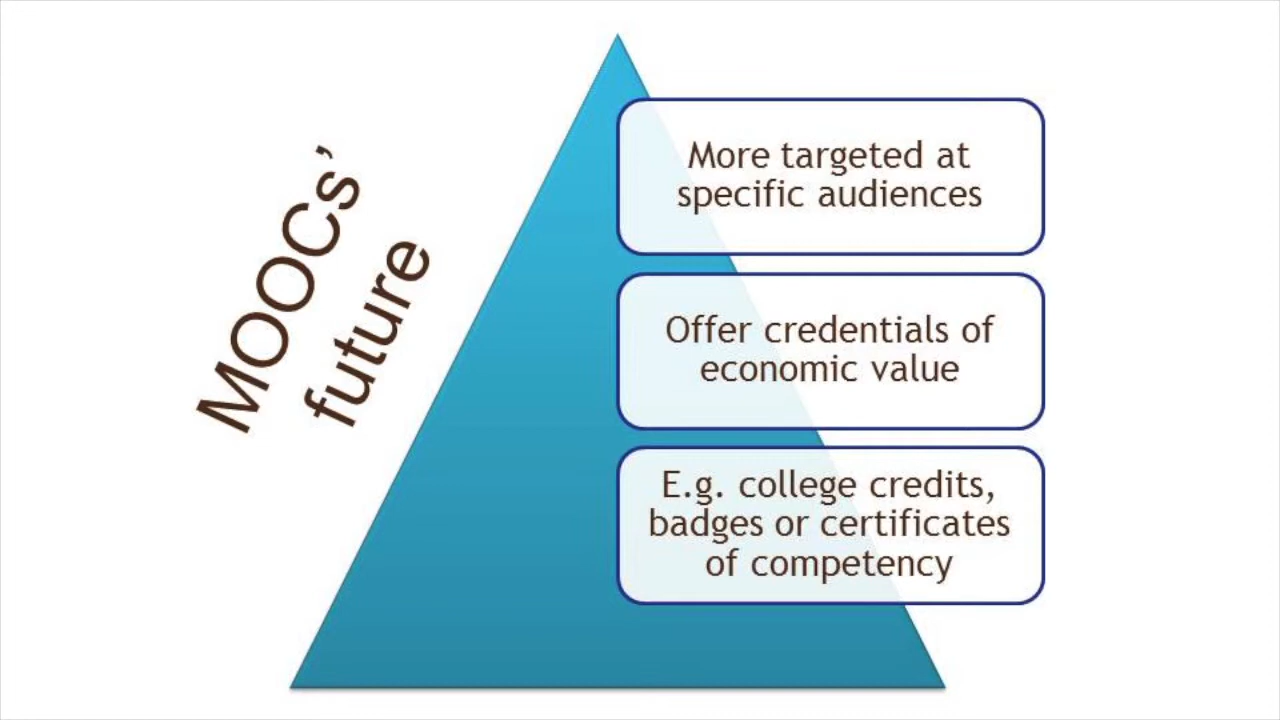 MOOCs’
future
More targeted at
specific audiences
Offer credentials of
economic value
E.g. college credits,
badges or certificates
of competency